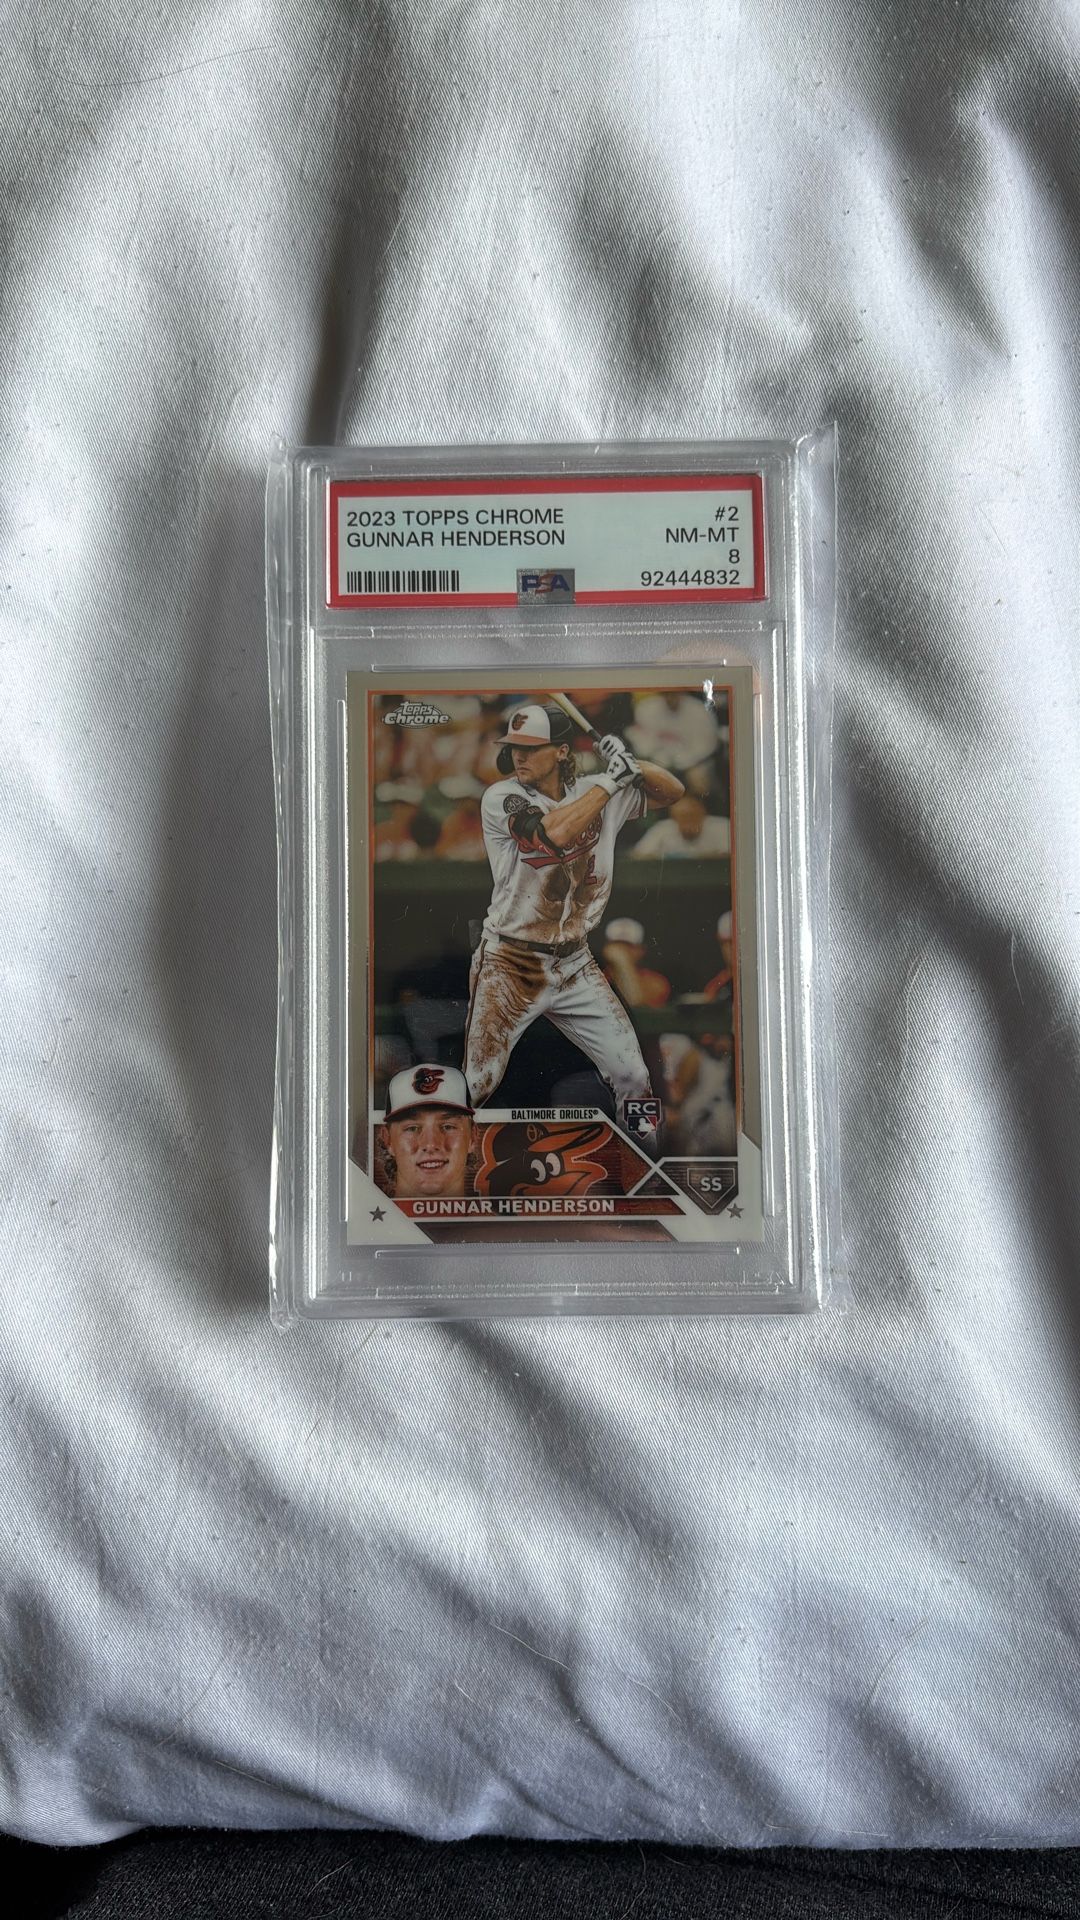 2023 TOPPS CHROME #2
GUNNAR HENDERSON NM-MT
8
PSA 92444832
Topps
Chrome
BALTIMORE ORIOLES®
RC
SS
GUNNAR HENDERSON